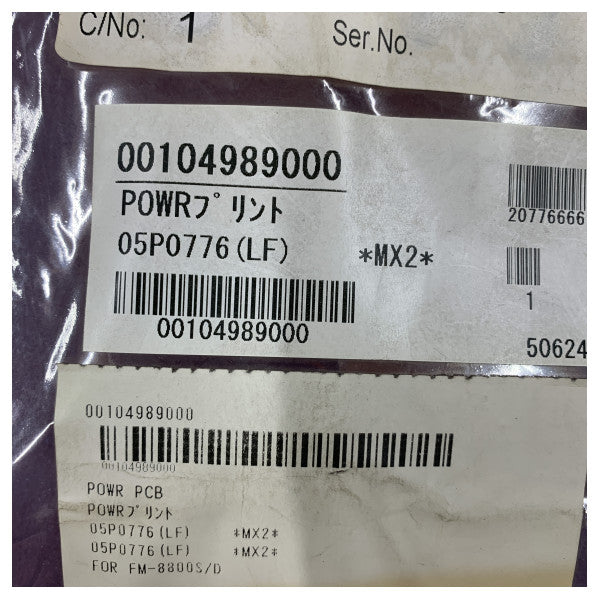 C/No: 1 Ser.No.
00104989000
POWRプリント
05P0776(LF) *MX2*
20776666
1
00104989000
50624
00104989000
00104989000
POWR PCB
POWRプリント
05P0776(LF) *MX2*
05P0776(LF) *MX2*
FOR FM-8800S/D